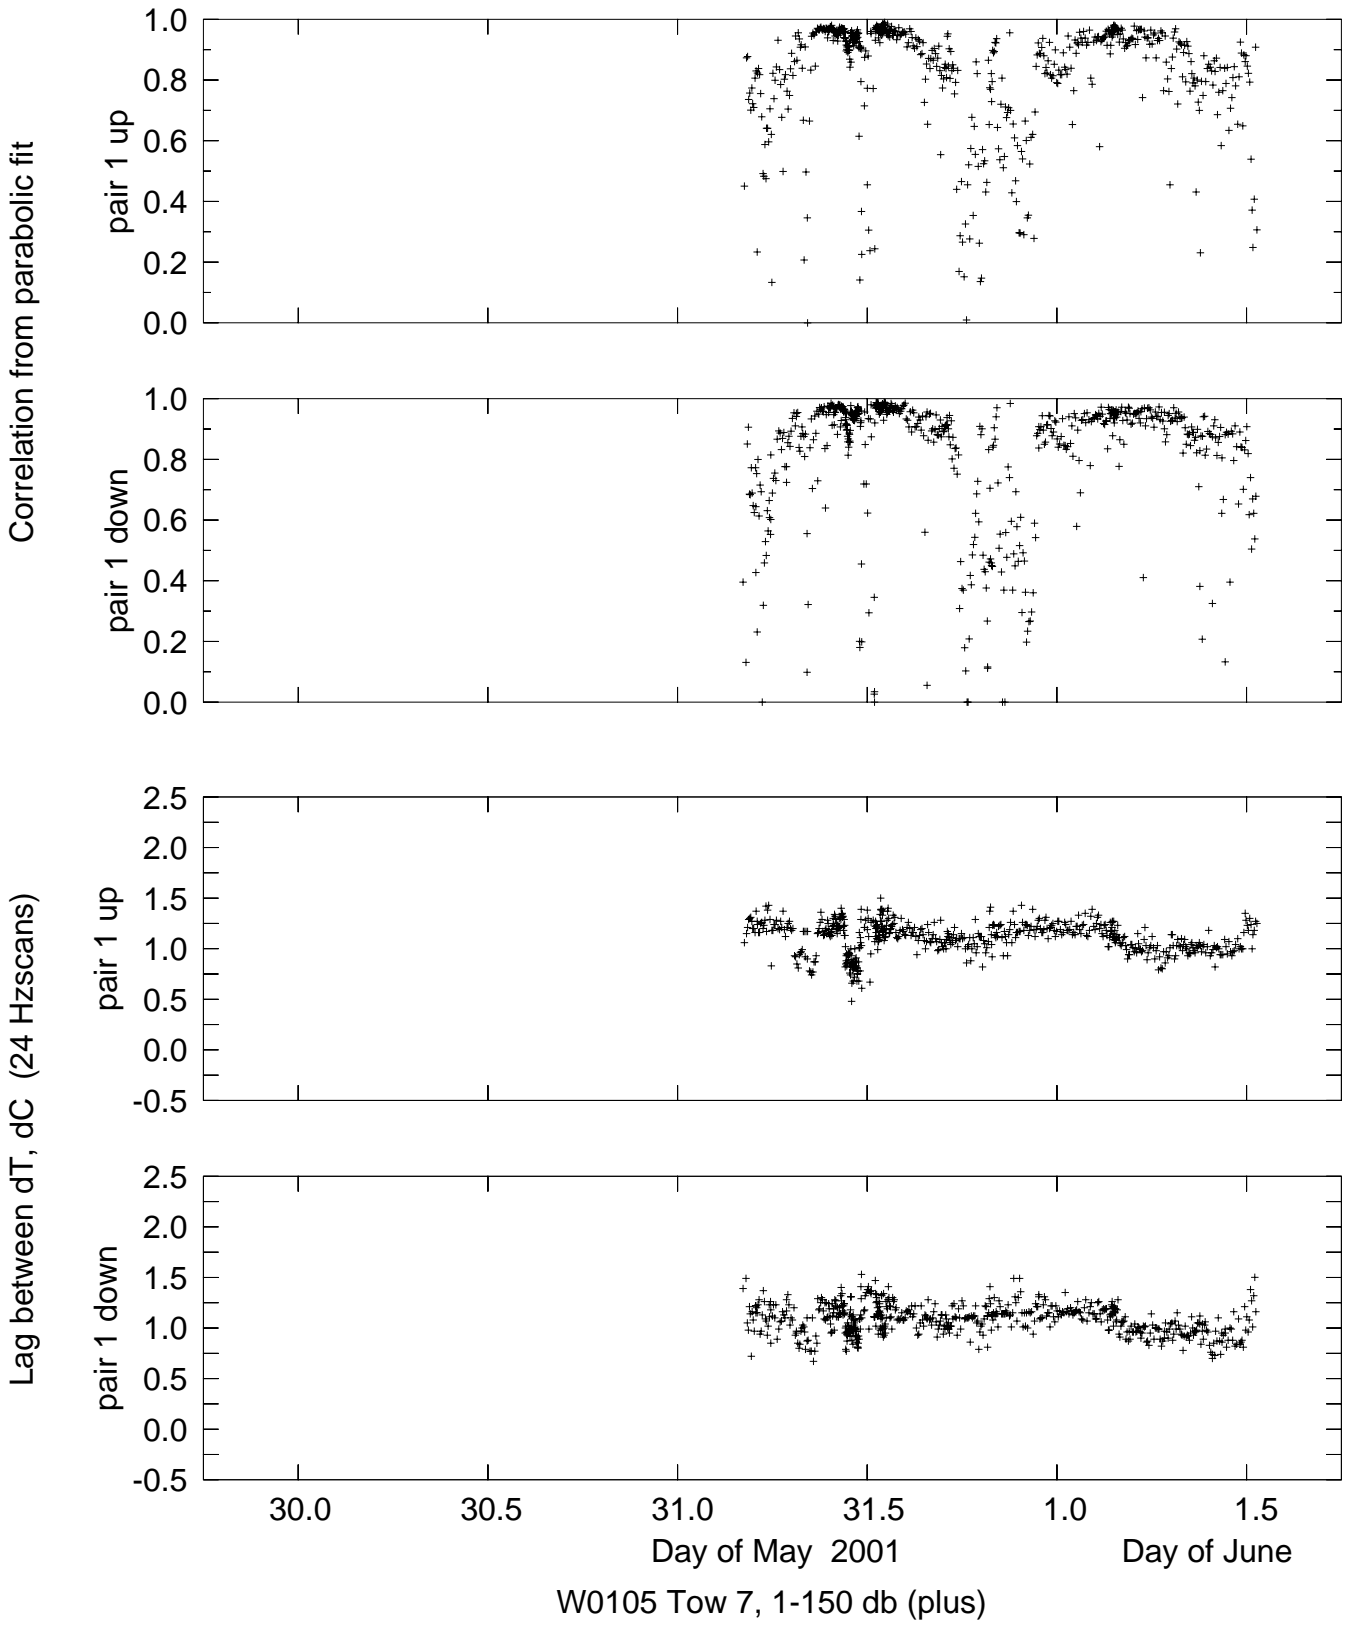 Correlation from parabolic fit
pair 1 up
1.0
0.8
0.6
0.4
0.2
0.0
pair 1 down
1.0
0.8
0.6
0.4
0.2
0.0
Lag between dT, dC (24 Hzscans)
pair 1 up
2.5
2.0
1.5
1.0
0.5
0.0
-0.5
pair 1 down
2.5
2.0
1.5
1.0
0.5
0.0
-0.5
30.0 30.5 31.0 31.5 1.0 1.5
Day of May 2001 Day of June
W0105 Tow 7, 1-150 db (plus)